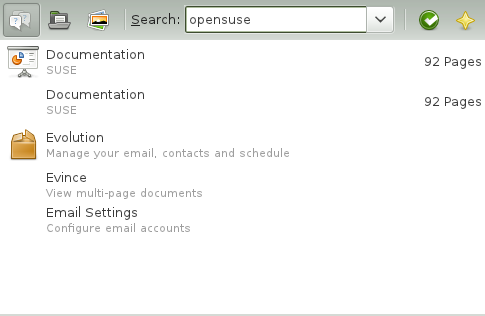 Search: opensuse
Documentation 92 Pages
SUSE
Documentation 92 Pages
SUSE
Evolution
Manage your email, contacts and schedule
Evince
View multi-page documents
Email Settings
Configure email accounts